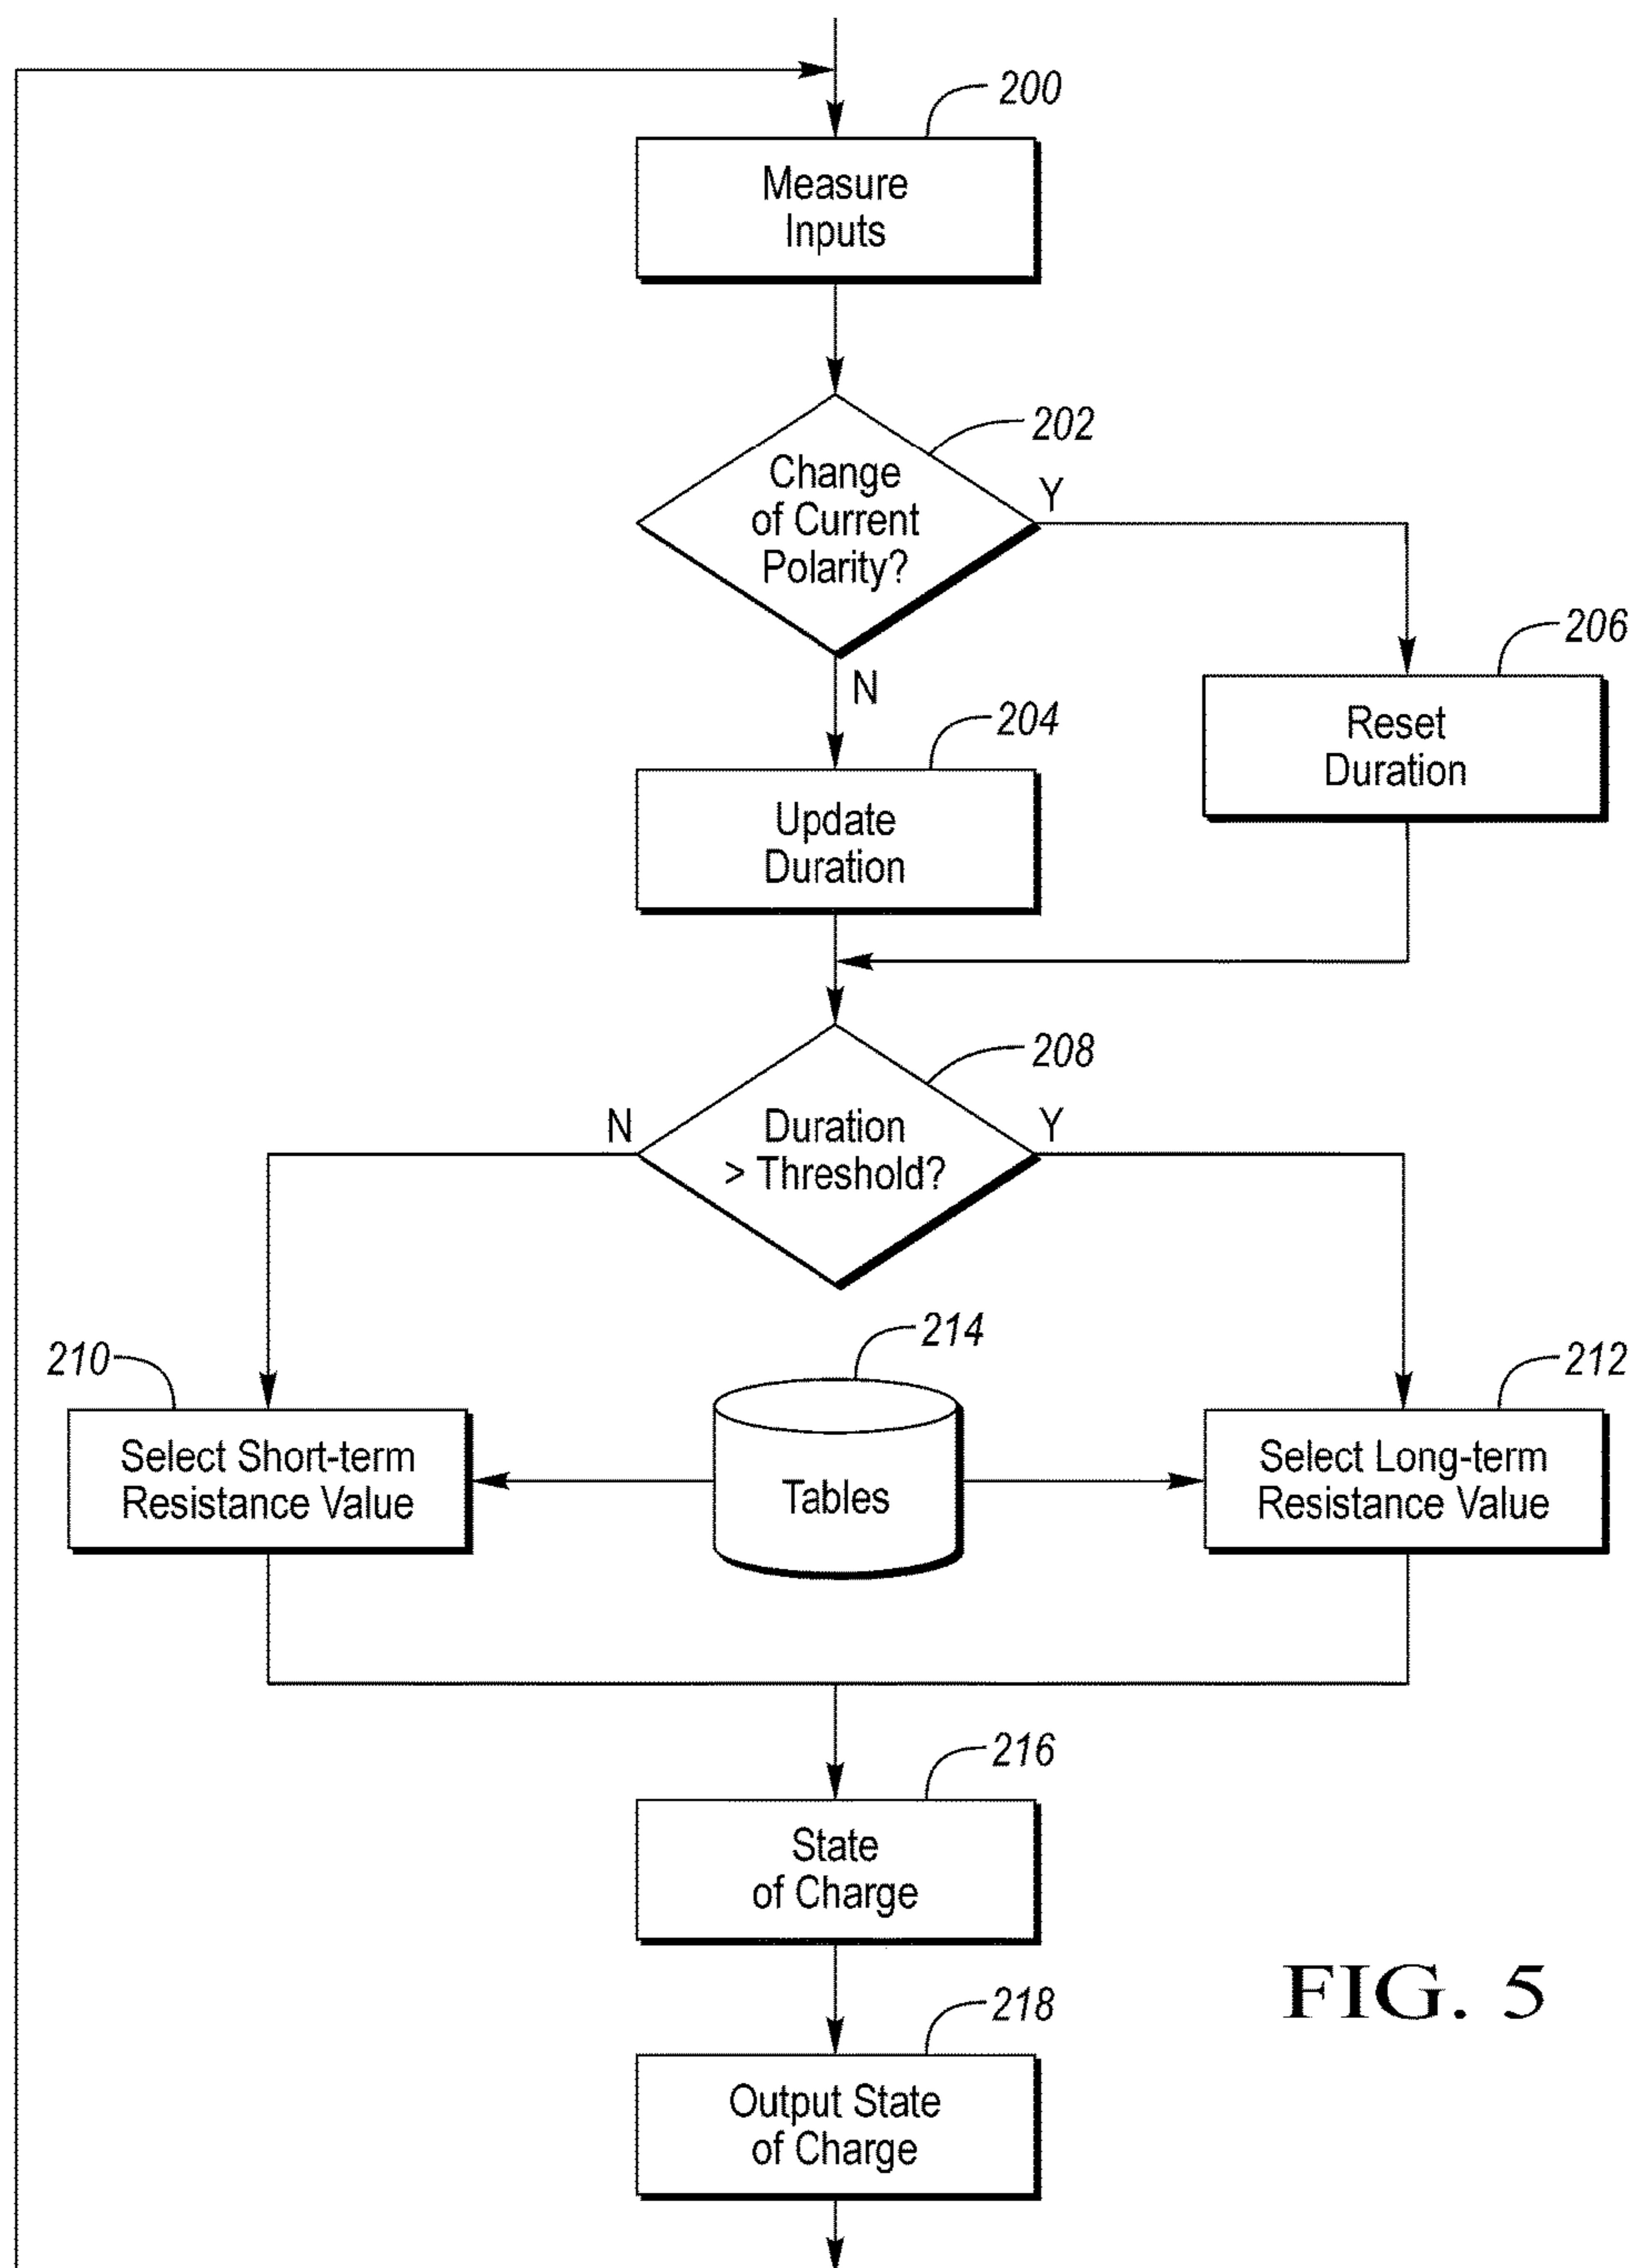 200
Measure
Inputs
202
Change
of Current
Polarity?
Y
N
206
Reset
Duration
204
Update
Duration
208
N
Duration
> Threshold?
Y
214
210
212
Select Short-term
Resistance Value
Tables
Select Long-term
Resistance Value
216
State
of Charge
218
Output State
of Charge
FIG. 5